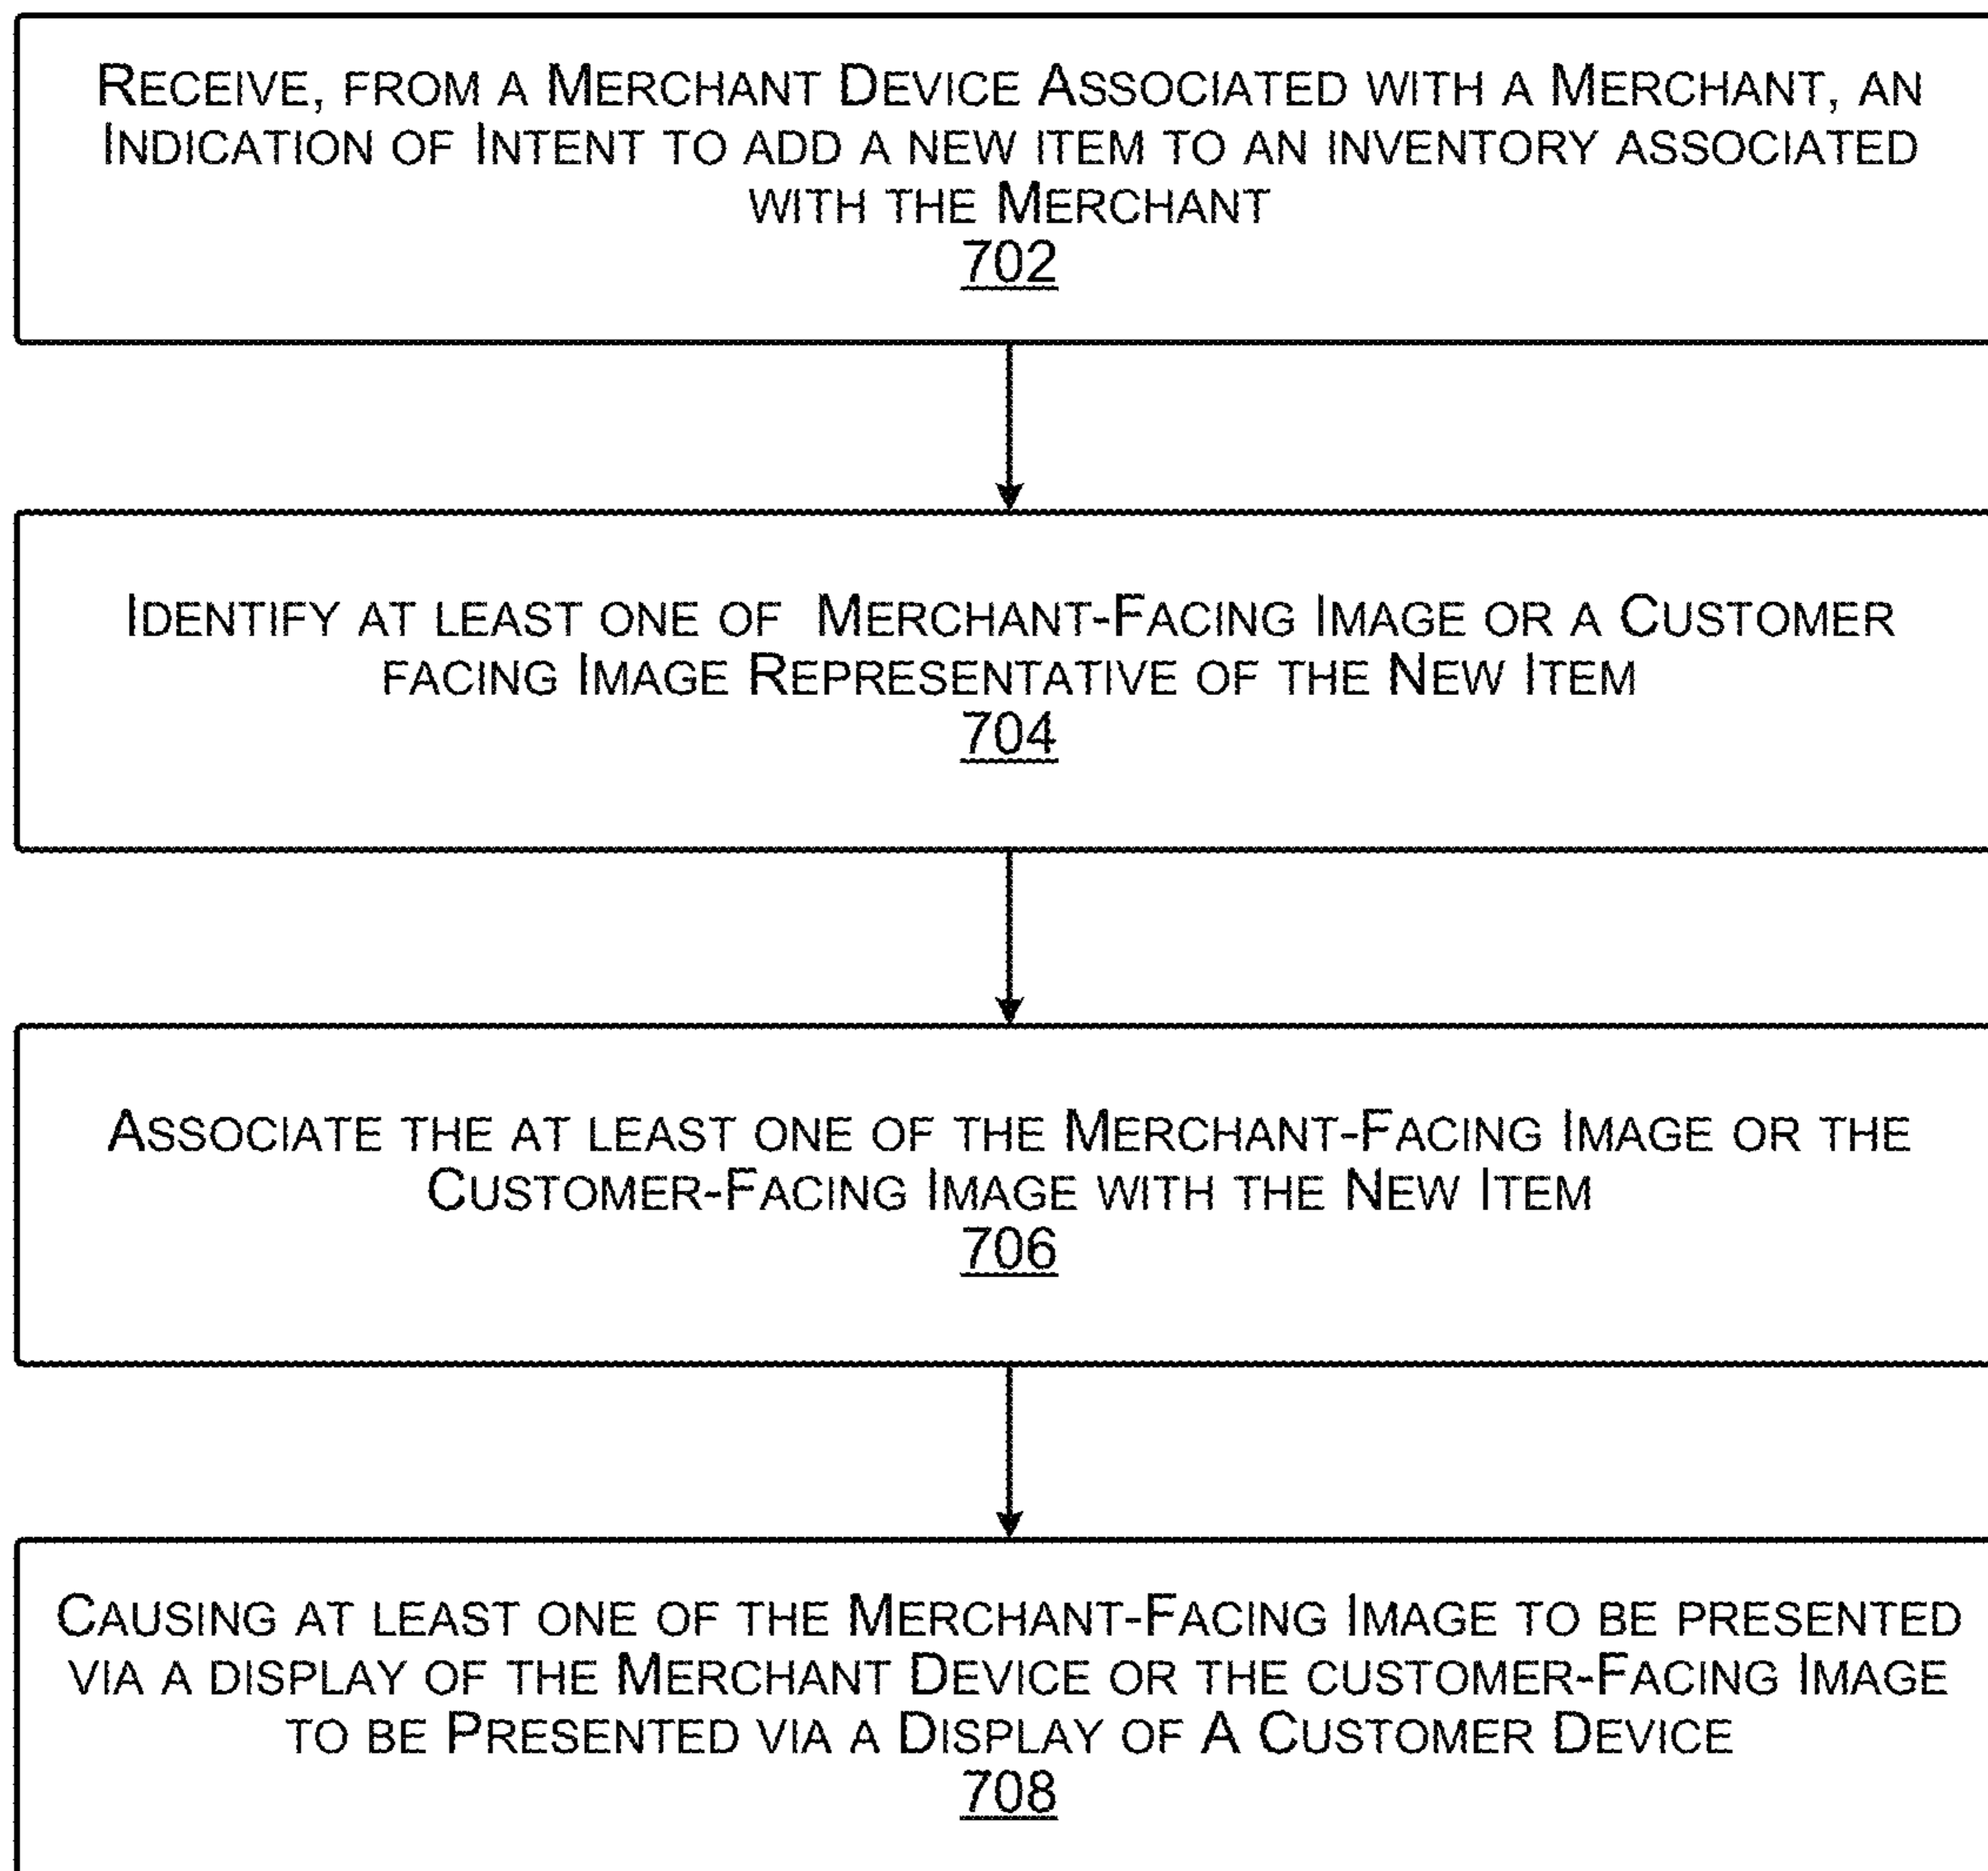 RECEIVE, FROM A MERCHANT DEVICE ASSOCIATED WITH A MERCHANT, AN
INDICATION OF INTENT TO ADD A NEW ITEM TO AN INVENTORY ASSOCIATED
WITH THE MERCHANT
702
IDENTIFY AT LEAST ONE OF MERCHANT-FACING IMAGE OR A CUSTOMER
FACING IMAGE REPRESENTATIVE OF THE NEW ITEM
704
ASSOCIATE THE AT LEAST ONE OF THE MERCHANT-FACING IMAGE OR THE
CUSTOMER-FACING IMAGE WITH THE NEW ITEM
706
CAUSING AT LEAST ONE OF THE MERCHANT-FACING IMAGE TO BE PRESENTED
VIA A DISPLAY OF THE MERCHANT DEVICE OR THE CUSTOMER-FACING IMAGE
TO BE PRESENTED VIA A DISPLAY OF A CUSTOMER DEVICE
708